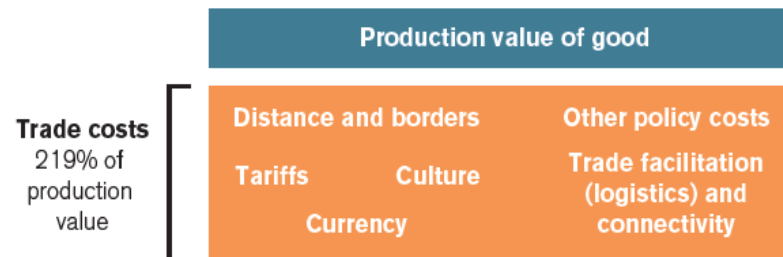 Production value of good
Trade costs
219% of
production
value
Distance and borders
Other policy costs
Tariffs
Culture
Trade facilitation
(logistics) and
connectivity
Currency